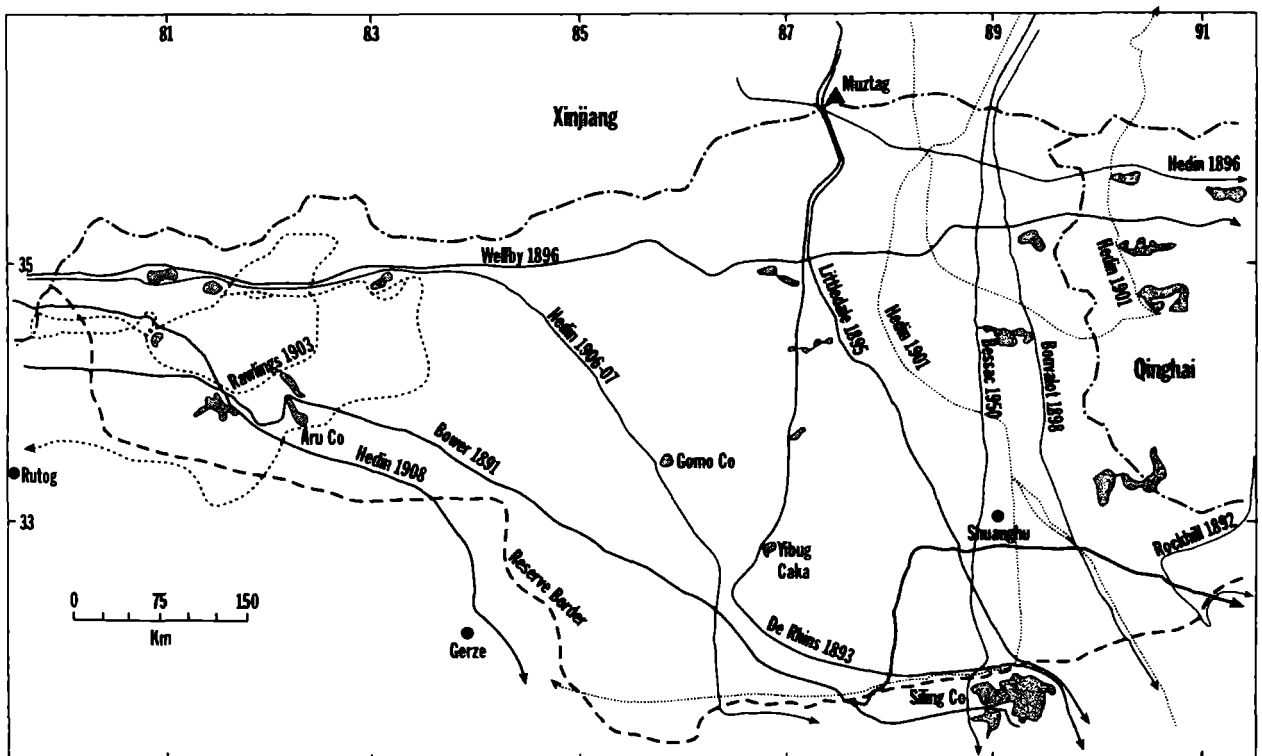 81 83 85 87 89 91
Muztag
Xinjiang
Hedin 1896
35
Wellby 1896
Hedin 1901
Littledale 1895
Hedin 1906-07
Hedin 1901
Bessac 1950
Bonvalot 1898
Rawlings 1903
Qinghai
Aru Co
Bower 1891
Hedin 1908
Gomo Co
Rutog
33
Shuanghu
Rockhill 1892
Yibug
Caka
Reserve Border
0 75 150
Km
De Rhins 1893
Gerze
Siling Co